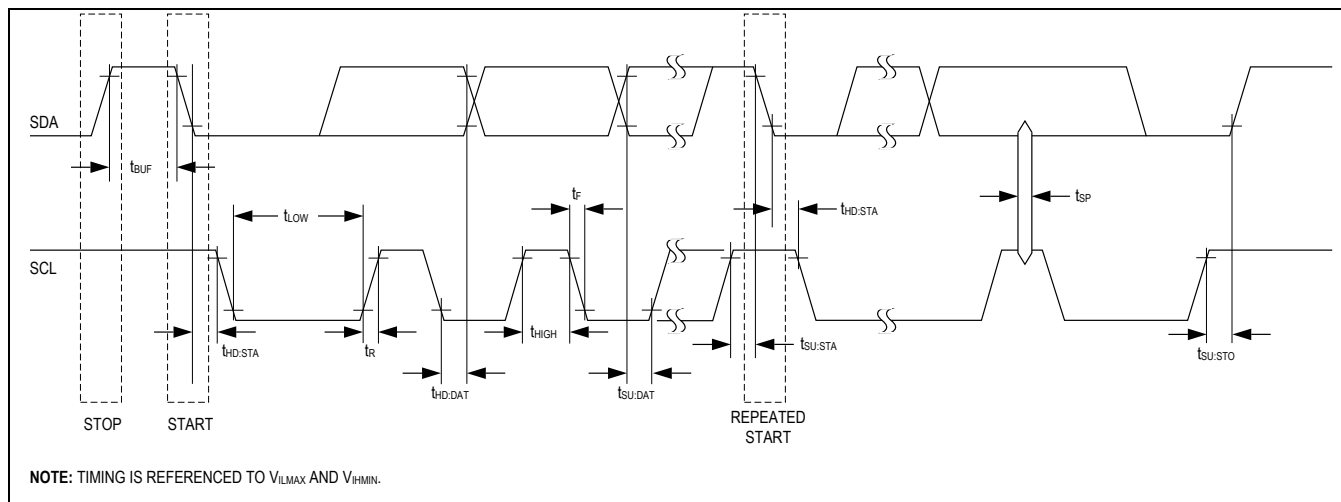 SDA
tBUF
tLOW
tF
tHD:STA
tSP
SCL
tHD:STA
tR
tHIGH
tSU:STA
tSU:STO
tHD:DAT
tSU:DAT
STOP
START
REPEATED
START
NOTE: TIMING IS REFERENCED TO VILMAX AND VIHMIN.